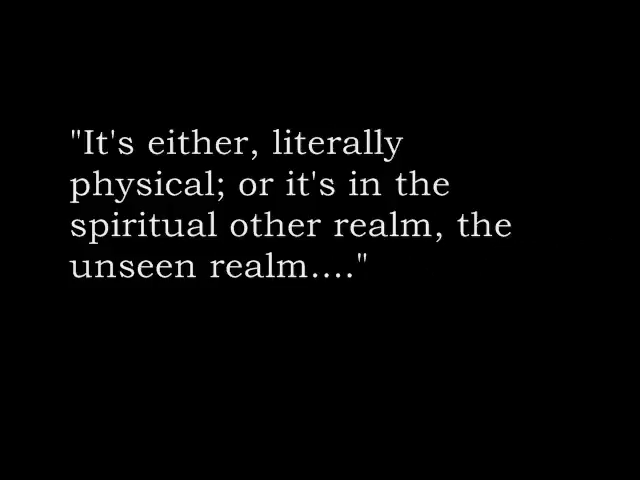 "It's either, literally
physical; or it's in the
spiritual other realm, the
unseen realm...."